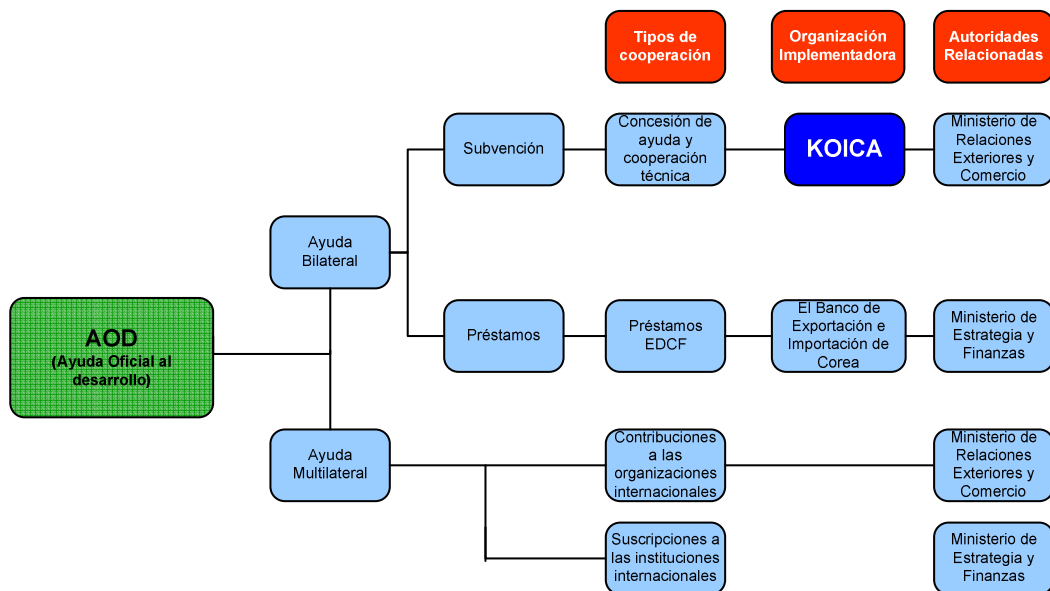 Tipos de
cooperación
Organización
Implementadora
Autoridades
Relacionadas
Subvención
Concesión de
ayuda y
cooperación
técnica
KOICA
Ministerio de
Relaciones
Exteriores y
Comercio
Ayuda
Bilateral
AOD
(Ayuda Oficial al
desarrollo)
Préstamos
Préstamos
EDCF
El Banco de
Exportación e
Importación de
Corea
Ministerio de
Estrategia y
Finanzas
Ayuda
Multilateral
Contribuciones
a las
organizaciones
internacionales
Ministerio de
Relaciones
Exteriores y
Comercio
Suscripciones a
las instituciones
internacionales
Ministerio de
Estrategia y
Finanzas